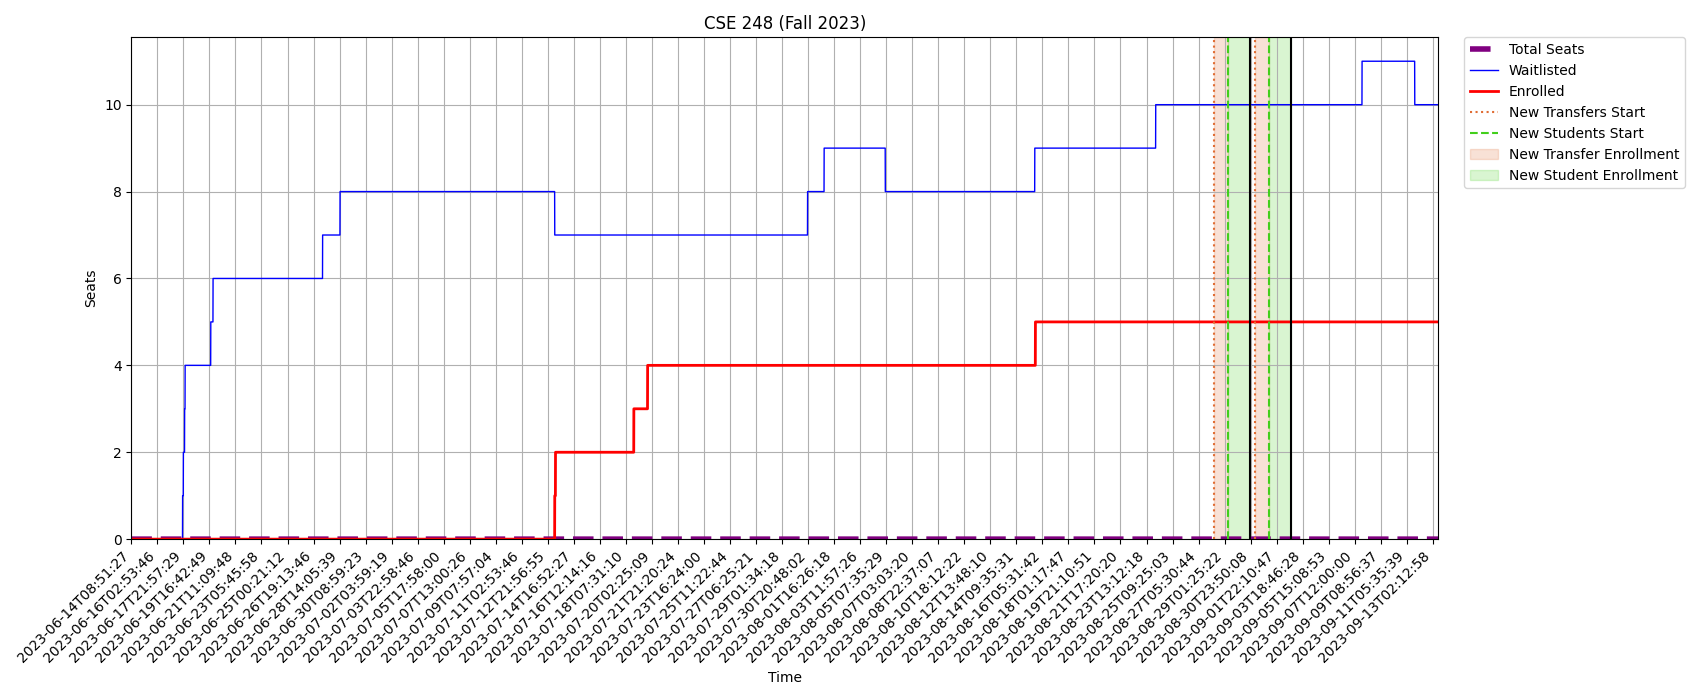 CSE 248 (Fall 2023)
Total Seats
Waitlisted
Enrolled
New Transfers Start
New Students Start
New Transfer Enrollment
New Student Enrollment
Seats
10
8
6
4
2
0
2023-06-14T08:51:27
2023-06-16T02:53:46
2023-06-17T21:57:29
2023-06-19T16:42:49
2023-06-21T11:09:48
2023-06-23T05:45:58
2023-06-25T00:21:12
2023-06-26T19:13:46
2023-06-28T14:05:39
2023-06-30T08:59:23
2023-07-02T03:59:19
2023-07-03T22:58:46
2023-07-05T17:58:00
2023-07-07T13:00:26
2023-07-09T07:57:04
2023-07-11T02:53:46
2023-07-12T21:56:55
2023-07-14T16:52:27
2023-07-16T12:14:16
2023-07-18T07:31:10
2023-07-20T02:25:09
2023-07-21T21:20:24
2023-07-23T16:24:00
2023-07-25T11:22:44
2023-07-27T06:25:21
2023-07-29T01:34:18
2023-07-30T20:48:02
2023-08-01T16:26:18
2023-08-03T11:57:26
2023-08-05T07:35:29
2023-08-07T03:03:20
2023-08-08T22:37:07
2023-08-10T18:12:22
2023-08-12T13:48:10
2023-08-14T09:35:31
2023-08-16T05:31:42
2023-08-18T01:17:47
2023-08-19T21:10:51
2023-08-21T17:20:20
2023-08-23T13:12:18
2023-08-25T09:25:03
2023-08-27T05:30:44
2023-08-29T01:25:22
2023-08-30T23:50:08
2023-09-01T22:10:47
2023-09-03T18:46:28
2023-09-05T15:08:53
2023-09-07T12:00:00
2023-09-09T08:56:37
2023-09-11T05:35:39
2023-09-13T02:12:58
Time